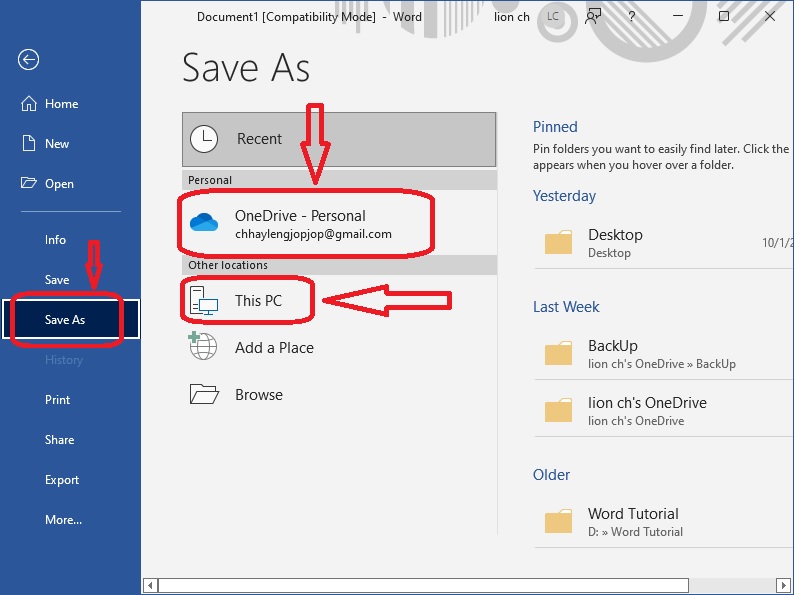 Document1 [Compatibility Mode] - Word
lion ch
LC
?
Save As
Home
New
Open
Info
Save
Save As
History
Print
Share
Export
More...
Recent
Personal
OneDrive - Personal
chhaylengjopjop@gmail.com
Other locations
This PC
Add a Place
Browse
Pinned
Pin folders you want to easily find later. Click the
appears when you hover over a folder.
Yesterday
Desktop
Desktop
10/1/2
Last Week
BackUp
lion ch's OneDrive » BackUp
lion ch's OneDrive
lion ch's OneDrive
Older
Word Tutorial
D: » Word Tutorial